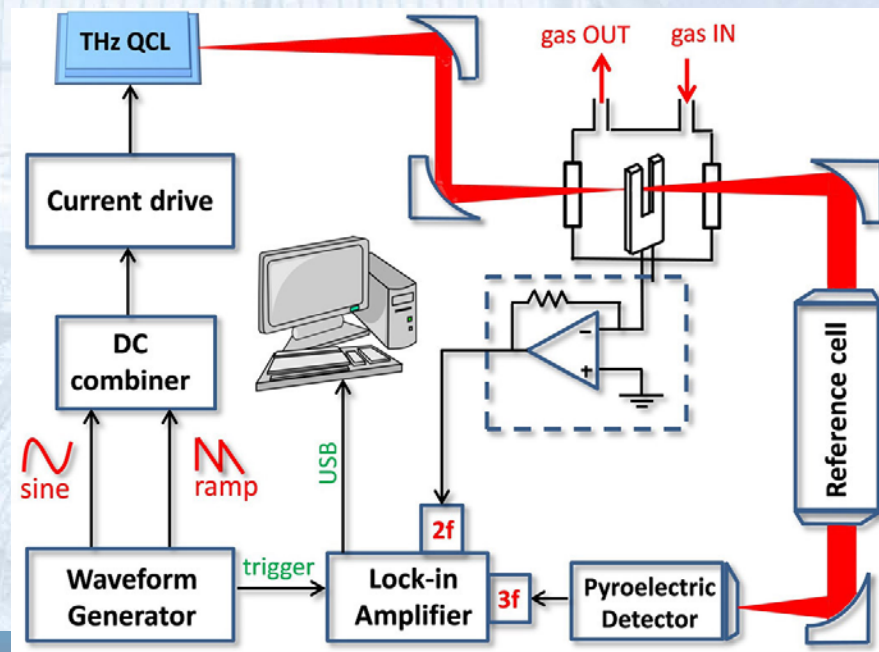 THz QCL
gas OUT
gas IN
Current drive
DC
combiner
sine
ramp
USB
−
+
Reference cell
Waveform
Generator
trigger
2f
Lock-in
Amplifier
3f
Pyroelectric
Detector